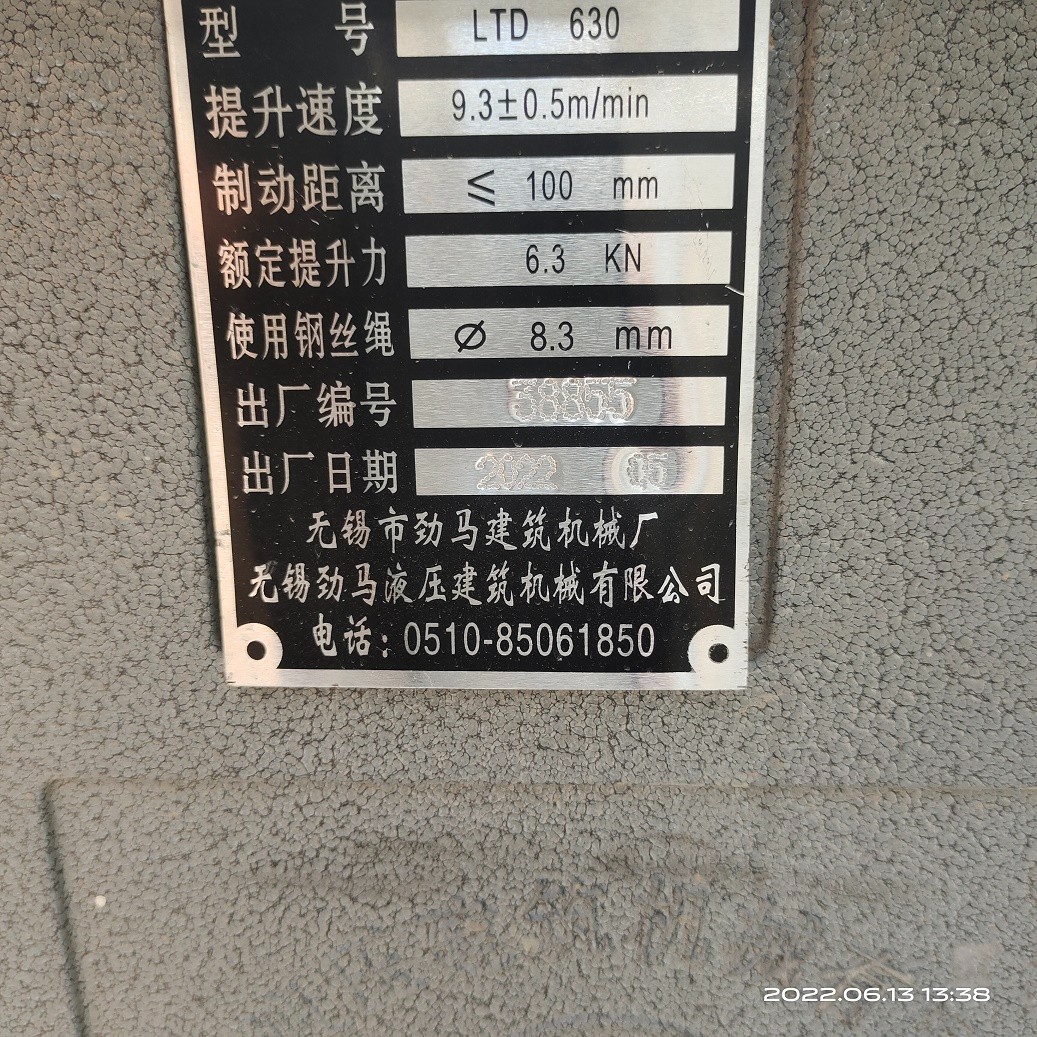 型 号 LTD 630
提升速度 9.3±0.5m/min
制动距离 ≤ 100 mm
额定提升力 6.3 KN
使用钢丝绳 Ø 8.3 mm
出厂编号
出厂日期 2022 05
无锡市劲马建筑机械厂
无锡劲马液压建筑机械有限公司
电话:0510-85061850
2022.06.13 13:38